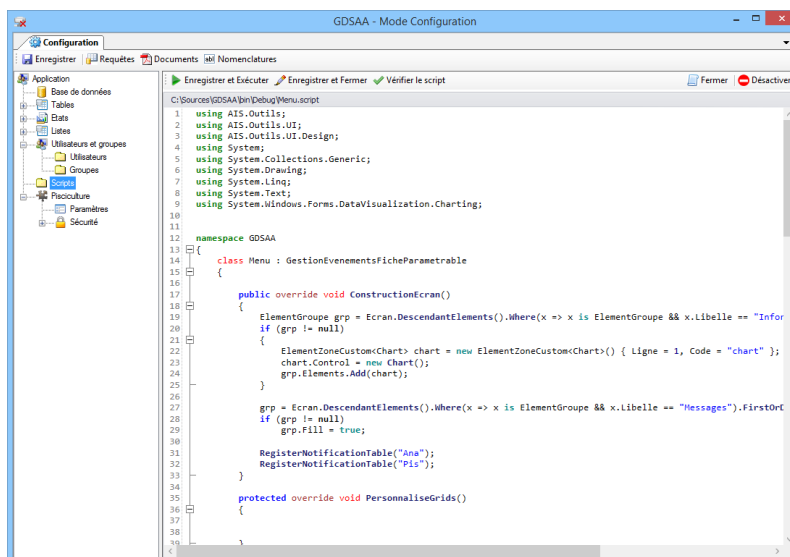 GDSAA - Mode Configuration
Configuration
Enregistrer Requêtes Documents Nomenclatures
Application
Base de données
Tables
Etats
Listes
Utilisateurs et groupes
Utilisateurs
Groupes
Scripts
Pisciculture
Paramètres
Sécurité
Enregistrer et Exécuter Enregistrer et Fermer Vérifier le script Fermer Désactiver
C:\Sources\GDSAA\bin\Debug\Menu.script
1 using AIS.Outils;
2 using AIS.Outils.UI;
3 using AIS.Outils.UI.Design;
4 using System;
5 using System.Collections.Generic;
6 using System.Drawing;
7 using System.Linq;
8 using System.Text;
9 using System.Windows.Forms.DataVisualization.Charting;
10
11
12 namespace GDSAA
13 {
14 class Menu : GestionEvenementsFicheParametrable
15 {
16
17 public override void ConstructionEcran()
18 {
19 ElementGroupe grp = Ecran.DescendantElements().Where(x => x is ElementGroupe && x.Libelle == "Infor
20 if (grp != null)
21 {
22 ElementZoneCustom<Chart> chart = new ElementZoneCustom<Chart>() { Ligne = 1, Code = "chart" };
23 chart.Control = new Chart();
24 grp.Elements.Add(chart);
25 }
26
27 grp = Ecran.DescendantElements().Where(x => x is ElementGroupe && x.Libelle == "Messages").FirstOrD
28 if (grp != null)
29 grp.Fill = true;
30
31 RegisterNotificationTable("Ana");
32 RegisterNotificationTable("Pis");
33 }
34
35 protected override void PersonnaliseGrids()
36 {
37
38
39 }